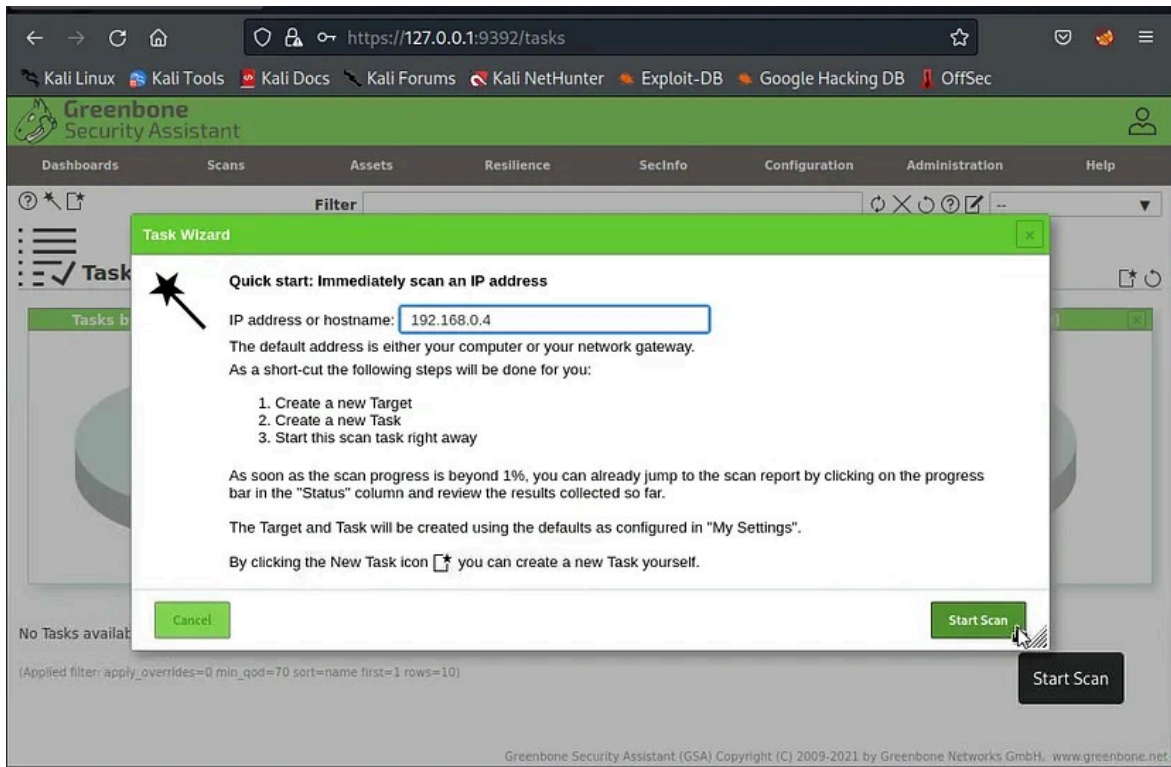 https://127.0.0.1:9392/tasks
Kali Linux Kali Tools Kali Docs Kali Forums Kali NetHunter Exploit-DB Google Hacking DB OffSec
Greenbone
Security Assistant
Dashboards Scans Assets Resilience SecInfo Configuration Administration Help
Filter --
Task Wizard
Task
Quick start: Immediately scan an IP address
Tasks b
IP address or hostname: 192.168.0.4
The default address is either your computer or your network gateway.
As a short-cut the following steps will be done for you:
1. Create a new Target
2. Create a new Task
3. Start this scan task right away
As soon as the scan progress is beyond 1%, you can already jump to the scan report by clicking on the progress
bar in the "Status" column and review the results collected so far.
The Target and Task will be created using the defaults as configured in "My Settings".
By clicking the New Task icon you can create a new Task yourself.
Cancel Start Scan
No Tasks availab
(Applied filter: apply_overrides=0 min_qod=70 sort=name first=1 rows=10)
Start Scan
Greenbone Security Assistant (GSA) Copyright (C) 2009-2021 by Greenbone Networks GmbH, www.greenbone.net